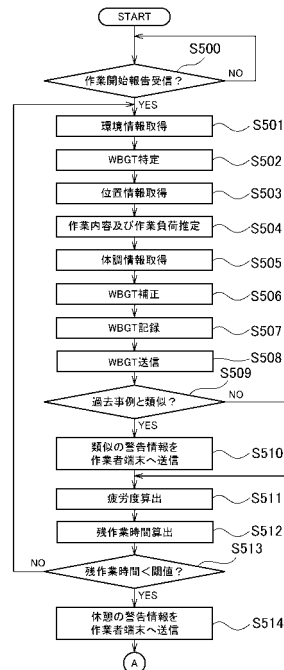 START
S500
作業開始報告受信?
NO
YES
環境情報取得
S501
WBGT特定
S502
位置情報取得
S503
作業内容及び作業負荷推定
S504
体調情報取得
S505
WBGT補正
S506
WBGT記録
S507
WBGT送信
S508
S509
過去事例と類似?
NO
YES
類似の警告情報を
作業者端末へ送信
S510
疲労度算出
S511
残作業時間算出
S512
S513
NO
残作業時間<閾値?
YES
休憩の警告情報を
作業者端末へ送信
S514
A